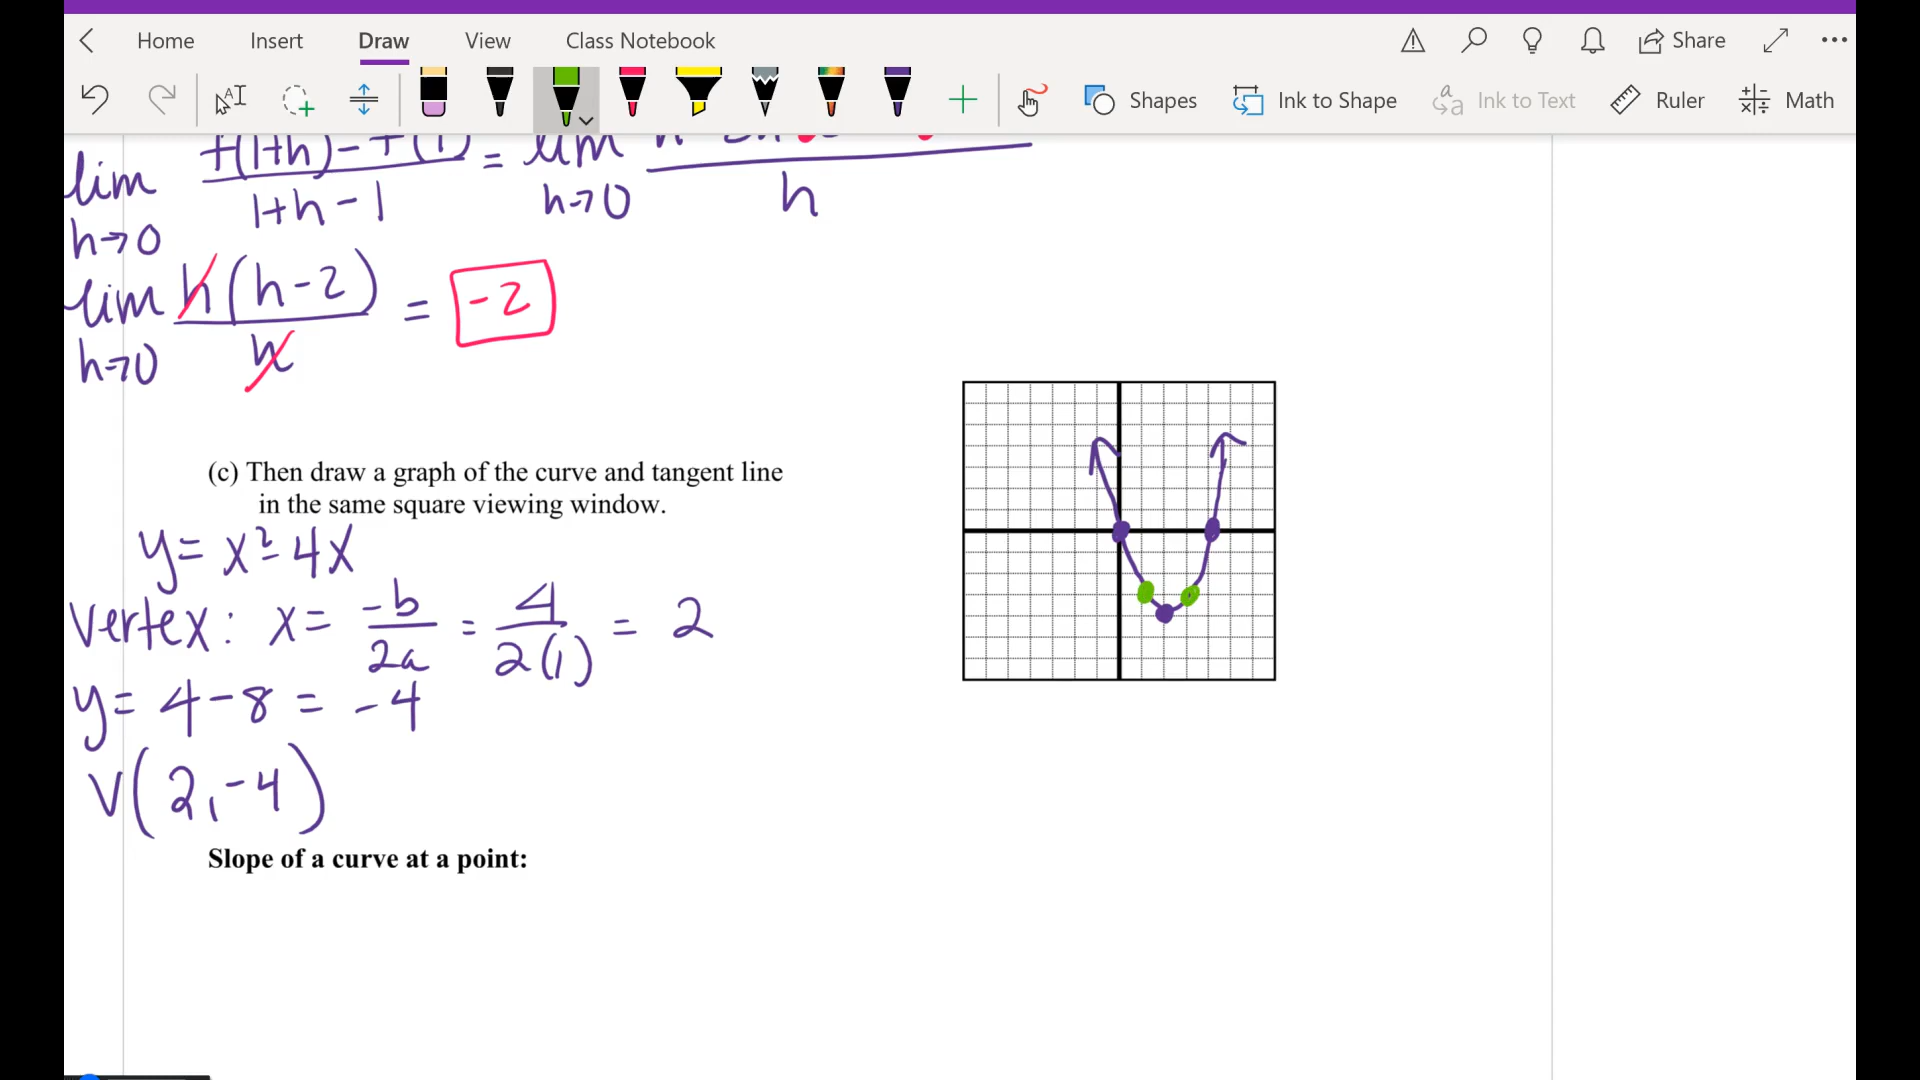 Home Insert Draw View Class Notebook Share
Shapes Ink to Shape Ink to Text Ruler Math
lim f(1+h)-f(1) / 1+h-1 = lim / h
h→0 h→0
lim h(h-2) / h = -2
h→0
(c) Then draw a graph of the curve and tangent line
in the same square viewing window.
y= x²-4x
Vertex: x= -b/2a = 4/2(1) = 2
y= 4-8 = -4
V(2,-4)
Slope of a curve at a point: